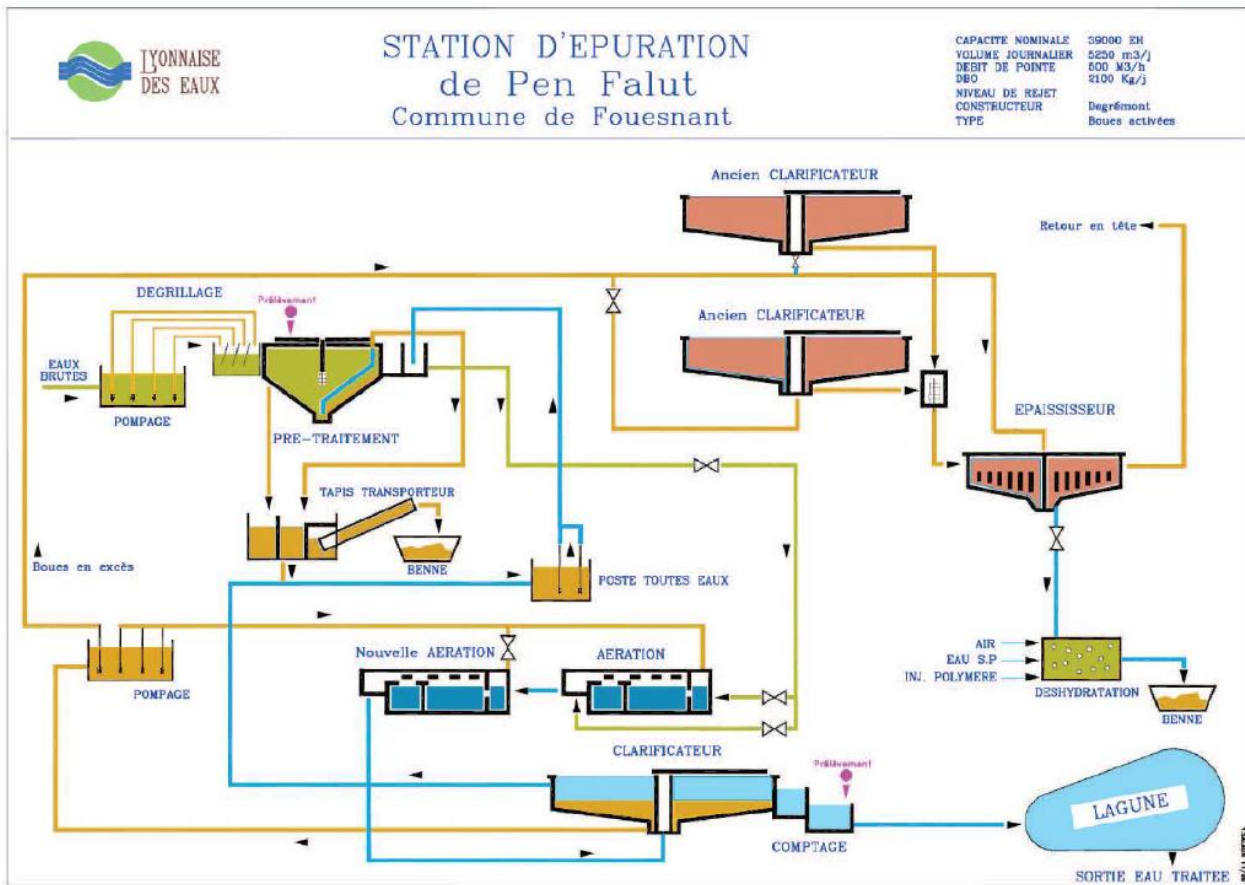 LYONNAISE
DES EAUX
STATION D'EPURATION
de Pen Falut
Commune de Fouesnant
CAPACITE NOMINALE 39000 EH
VOLUME JOURNALIER 5250 m3/j
DEBIT DE POINTE 500 M3/h
DBO 2100 Kg/j
NIVEAU DE REJET
CONSTRUCTEUR Degrémont
TYPE Boues activées
Ancien CLARIFICATEUR
Retour en tête
DEGRILLAGE
Prélèvement
Ancien CLARIFICATEUR
EAUX
BRUTES
POMPAGE
PRE-TRAITEMENT
EPAISSISSEUR
TAPIS TRANSPORTEUR
Boues en excès
BENNE
POSTE TOUTES EAUX
Nouvelle AERATION
AERATION
POMPAGE
AIR
EAU S.P
INJ. POLYMERE
DESHYDRATATION
BENNE
CLARIFICATEUR
Prélèvement
COMPTAGE
LAGUNE
SORTIE EAU TRAITEE